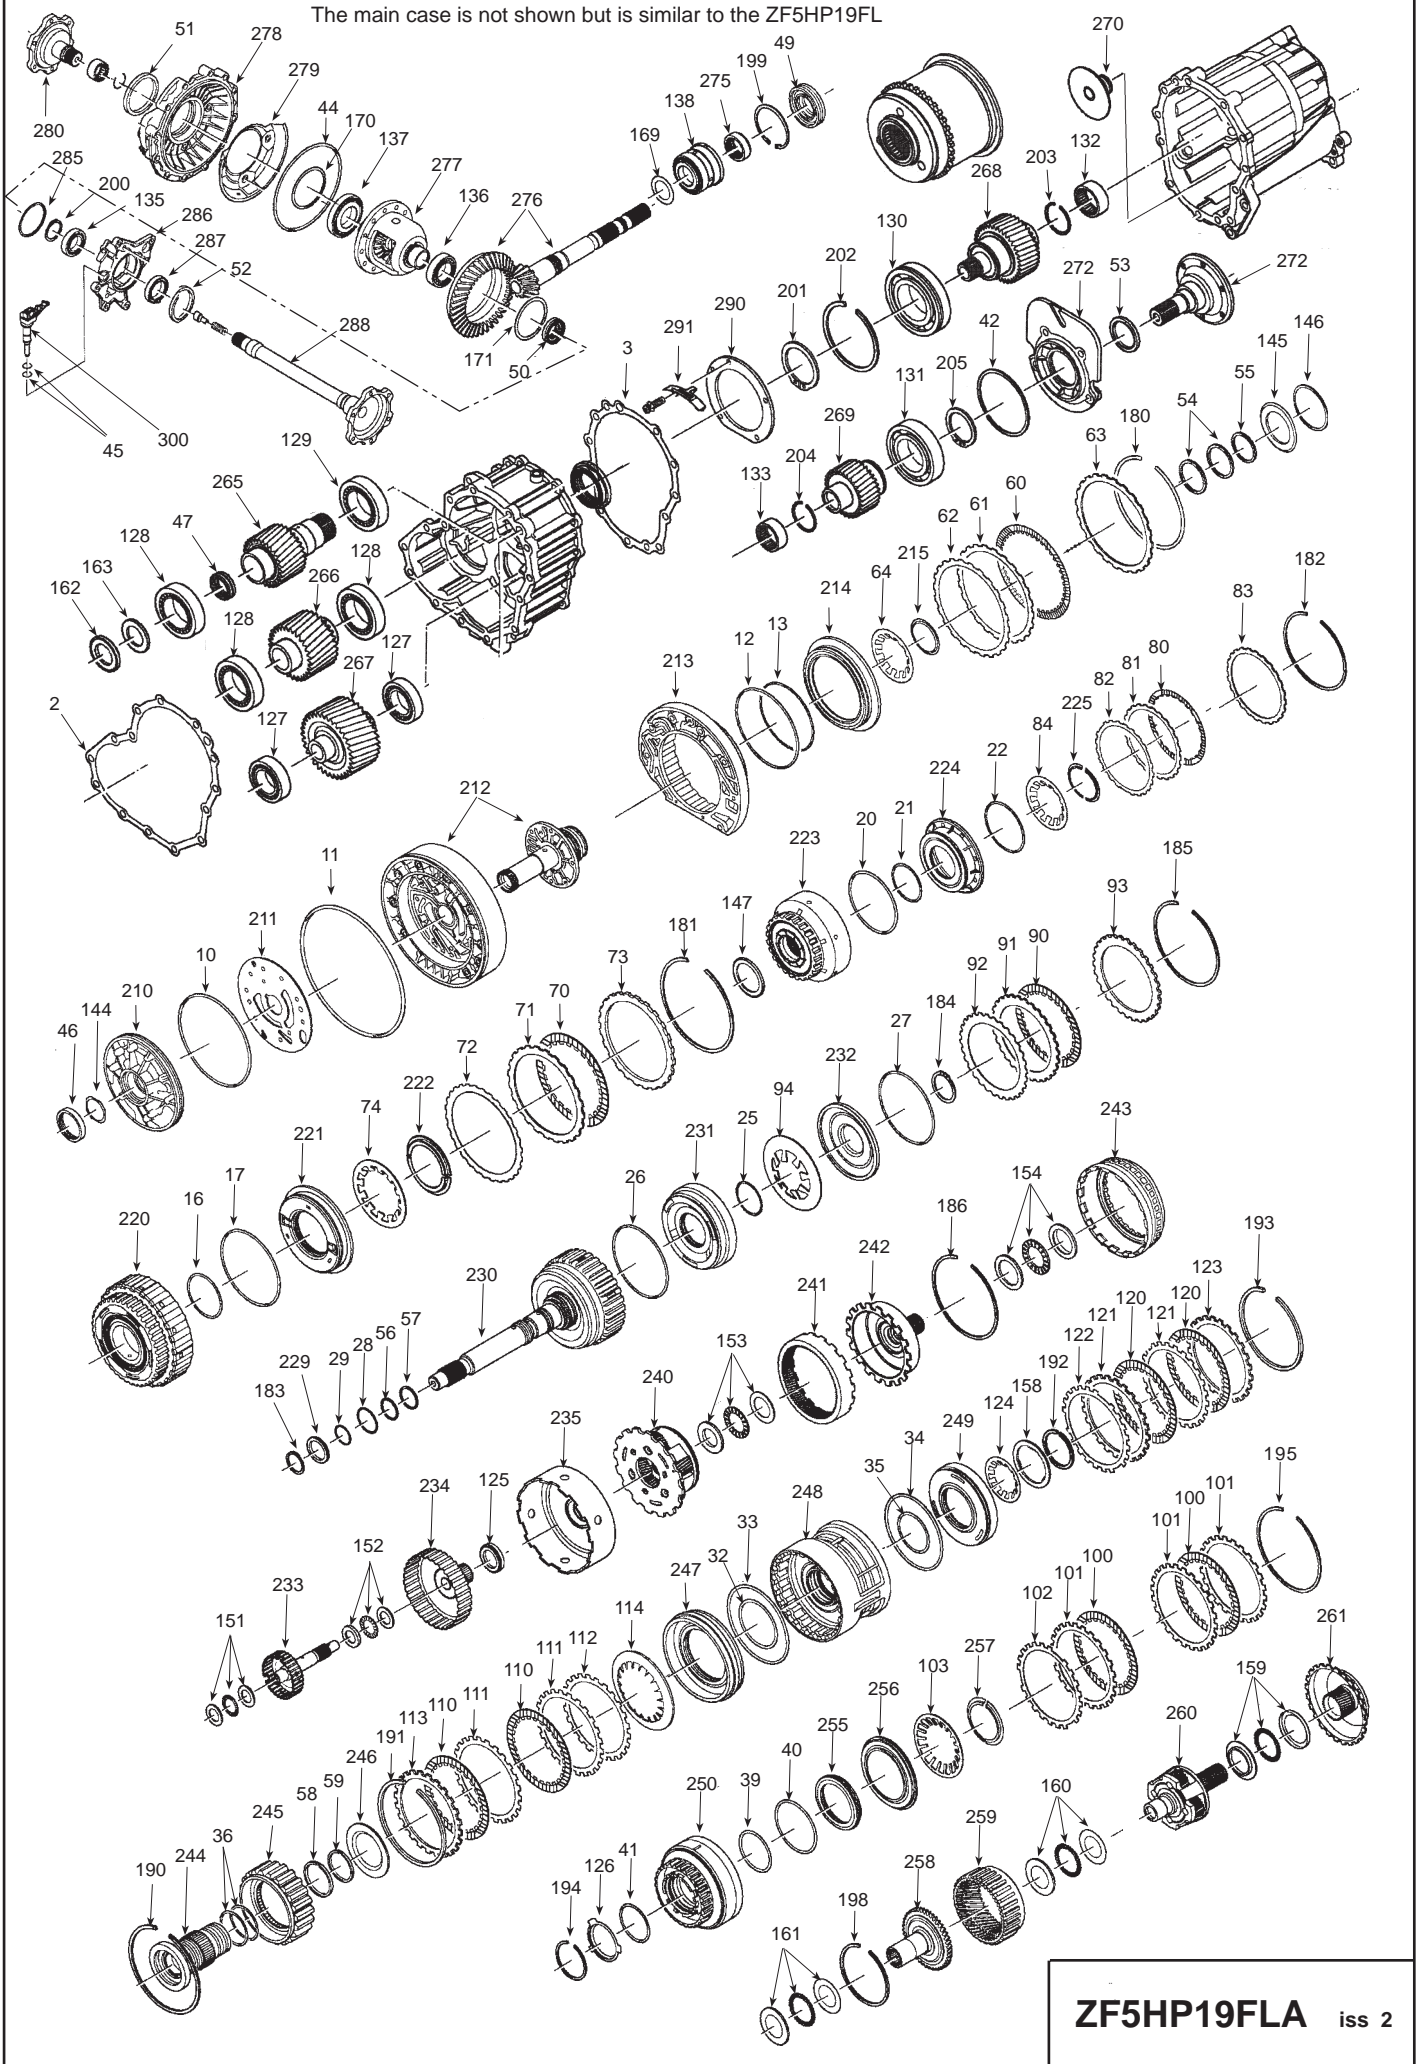 The main case is not shown but is similar to the ZF5HP19FL
51 278 279 44 170 137 277 136 276 169 138 275 199 49 270
280 285 200 135 286 287 52 288 171 50 268 203 132
300 45 291 290 201 202 130 272 53 272
3 131 205 42 146 145 55 54 180 63
129 265 47 128 163 162 128 266 128 127 267 127 2
133 204 269 60 61 62 215 64 214 13 12 213
182 83 80 81 82 225 84 22 224 21 20 223
212 11 211 10 210 144 46
185 93 90 91 92 184 27 232 147 181 73 70 71 72 222 74 221 17 16 220
94 25 231 26 230 57 56 28 29 229 183
243 154 186 242 241 153 240 235 125 234 152 233 151
193 123 120 121 120 121 122 192 158 124 249 34 35 248 33 32 247
114 112 111 110 111 110 113 191 246 59 58 245 36 244 190
195 101 100 101 100 101 102 257 103 256 255 40 39 250 41 126 194
261 159 260 160 259 258 198 161
ZF5HP19FLA iss 2